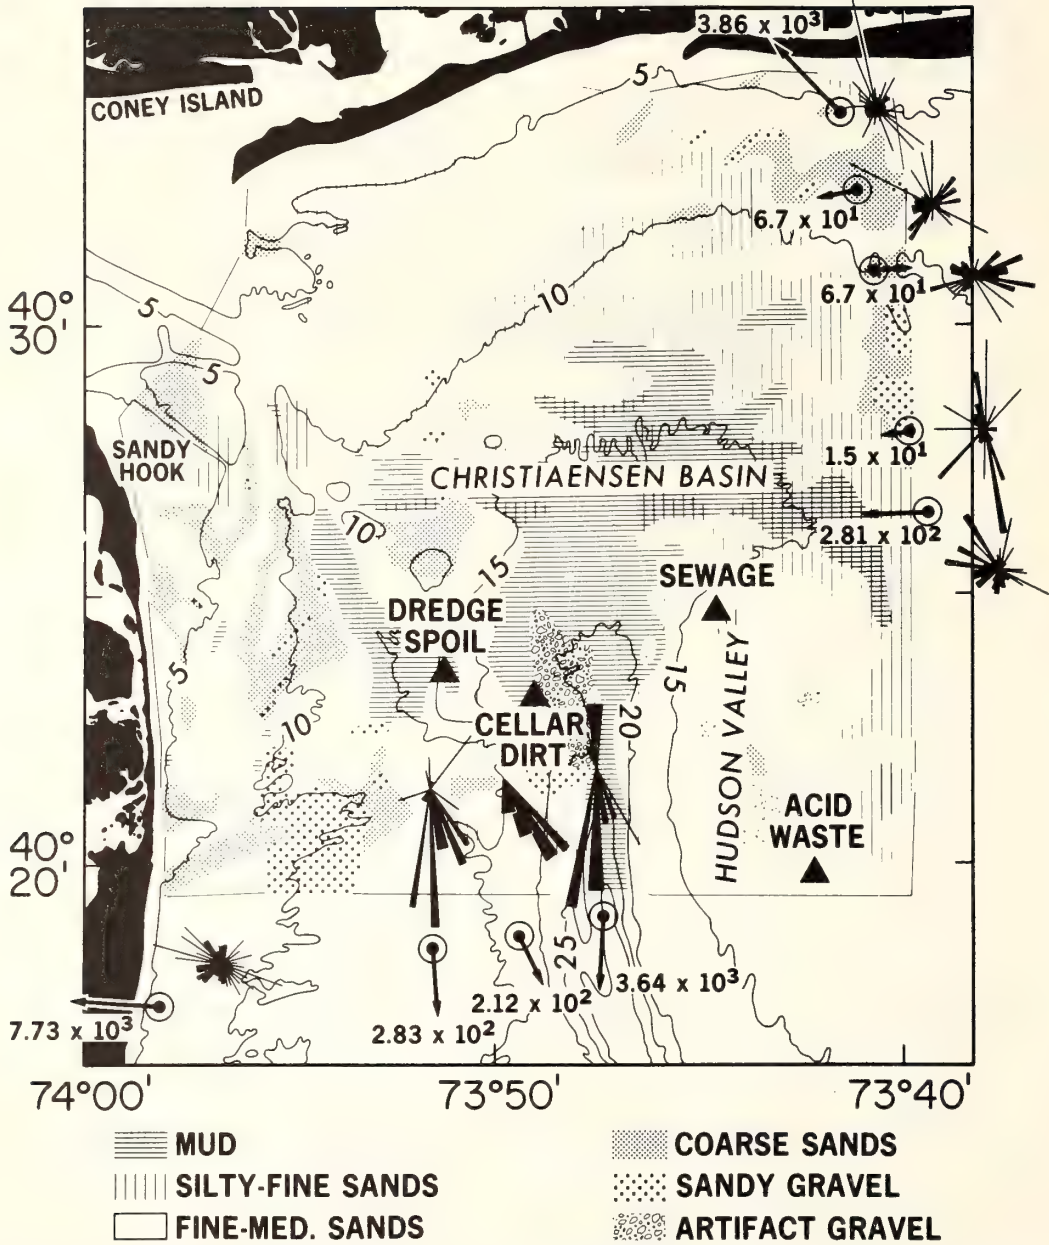 3.86 x 10³
CONEY ISLAND
5
6.7 x 10¹
6.7 x 10¹
10
40°
30'
5
5
SANDY
HOOK
1.5 x 10¹
CHRISTIAENSEN BASIN
10
2.81 x 10²
15
SEWAGE
DREDGE
SPOIL
5
15
10
20
CELLAR
DIRT
HUDSON VALLEY
ACID
WASTE
40°
20'
25
3.64 x 10³
2.12 x 10²
2.83 x 10²
7.73 x 10³
74°00'
73°50'
73°40'
MUD
COARSE SANDS
SILTY-FINE SANDS
SANDY GRAVEL
FINE-MED. SANDS
ARTIFACT GRAVEL